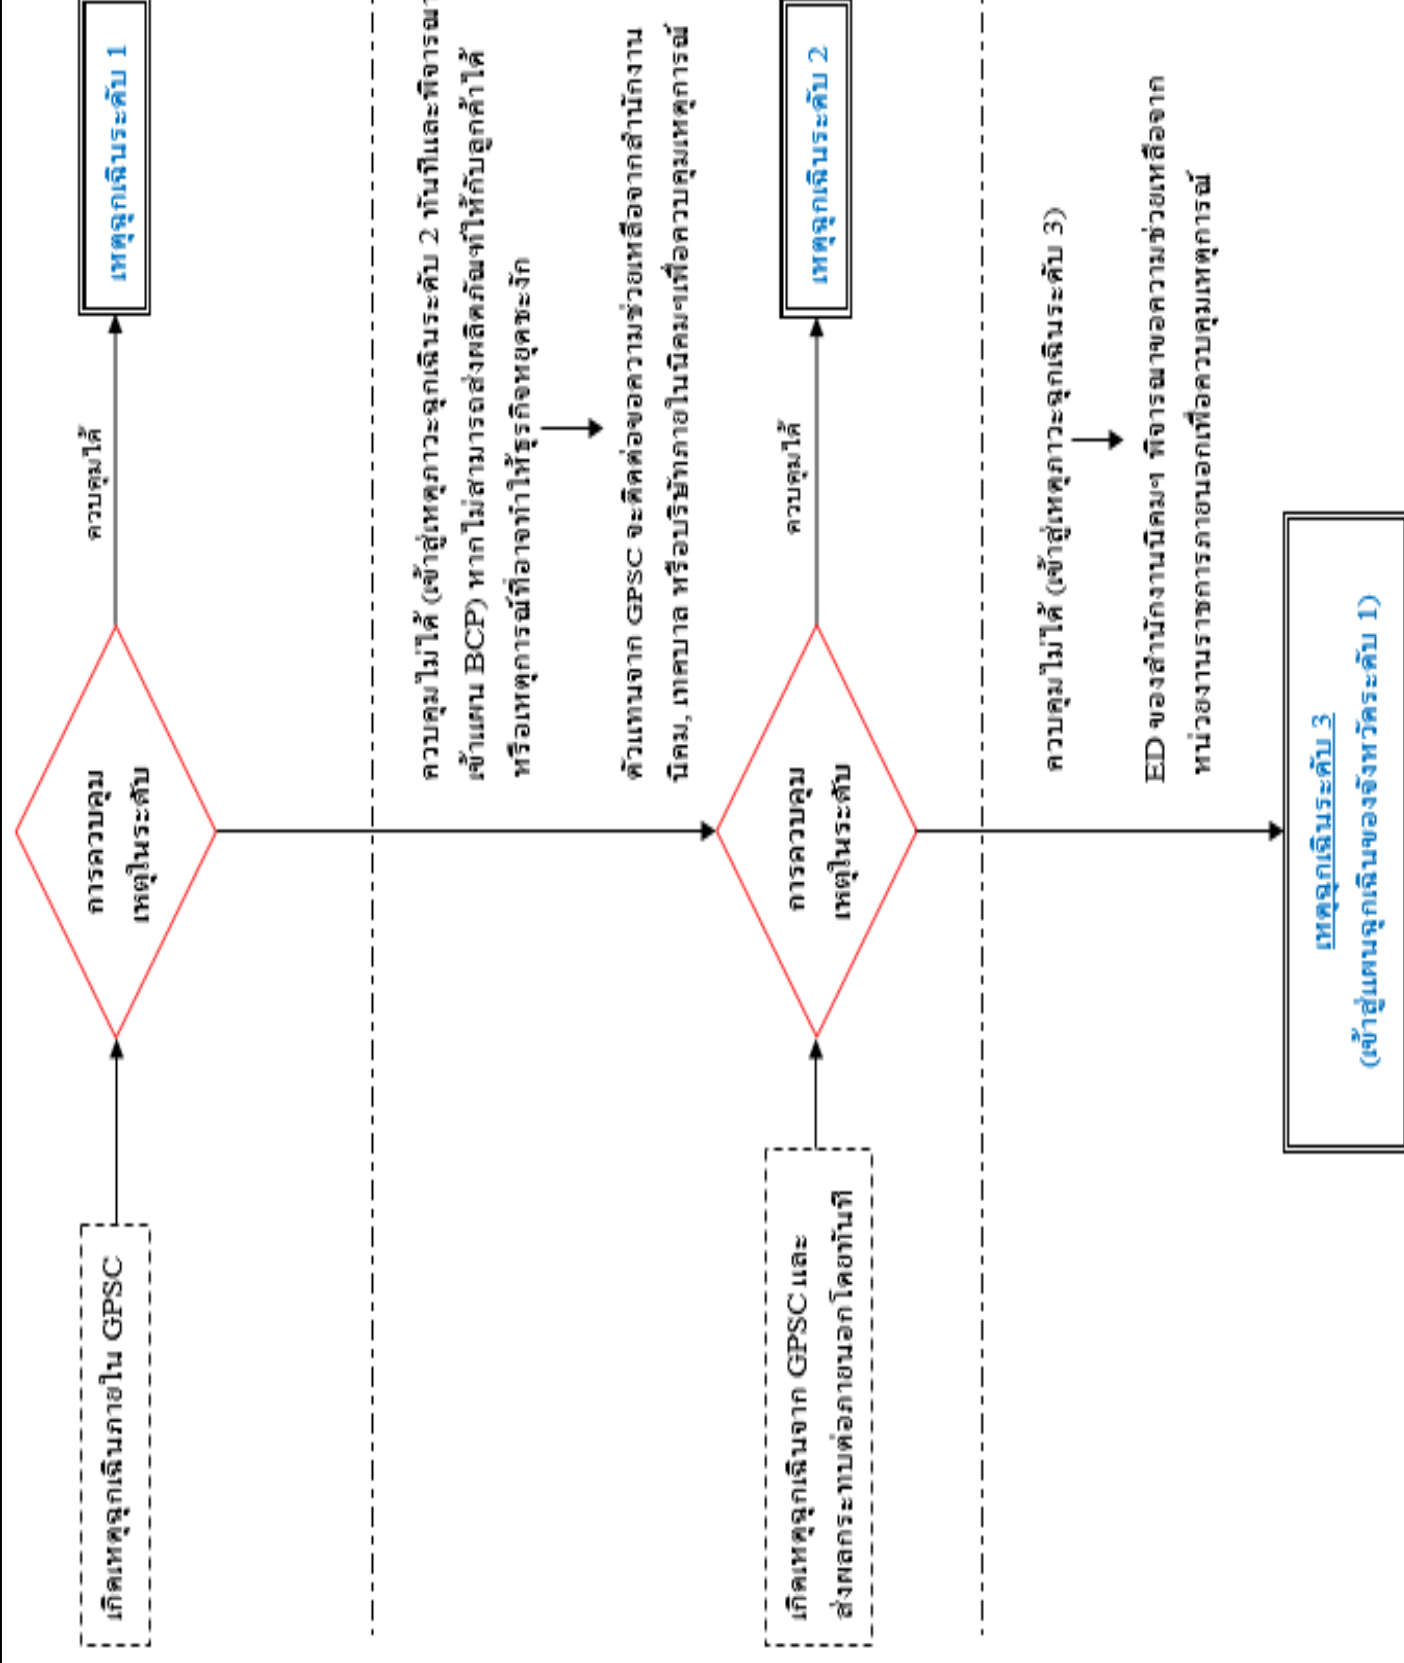 เกิดเหตุฉุกเฉินภายใน GPSC
การควบคุม
เหตุในระดับ
ควบคุมได้
เหตุฉุกเฉินระดับ 1
ควบคุมไม่ได้ (เข้าสู่เหตุภาวะฉุกเฉินระดับ 2 ทันทีและพิจารณา
เข้าแผน BCP) หากไม่สามารถส่งผลิตภัณฑ์ให้กับลูกค้าได้
หรือเหตุการณ์ที่อาจทำให้ธุรกิจหยุดชะงัก
ตัวแทนจาก GPSC จะติดต่อขอความช่วยเหลือจากสำนักงาน
นิคม, เทศบาล หรือบริษัทภายในนิคมฯเพื่อควบคุมเหตุการณ์
เกิดเหตุฉุกเฉินจาก GPSC และ
ส่งผลกระทบต่อภายนอกโดยทันที
การควบคุม
เหตุในระดับ
ควบคุมได้
เหตุฉุกเฉินระดับ 2
ควบคุมไม่ได้ (เข้าสู่เหตุภาวะฉุกเฉินระดับ 3)
ED ของสำนักงานนิคมฯ พิจารณาขอความช่วยเหลือจาก
หน่วยงานราชการภายนอกเพื่อควบคุมเหตุการณ์
เหตุฉุกเฉินระดับ 3
(เข้าสู่แผนฉุกเฉินของจังหวัดระดับ 1)